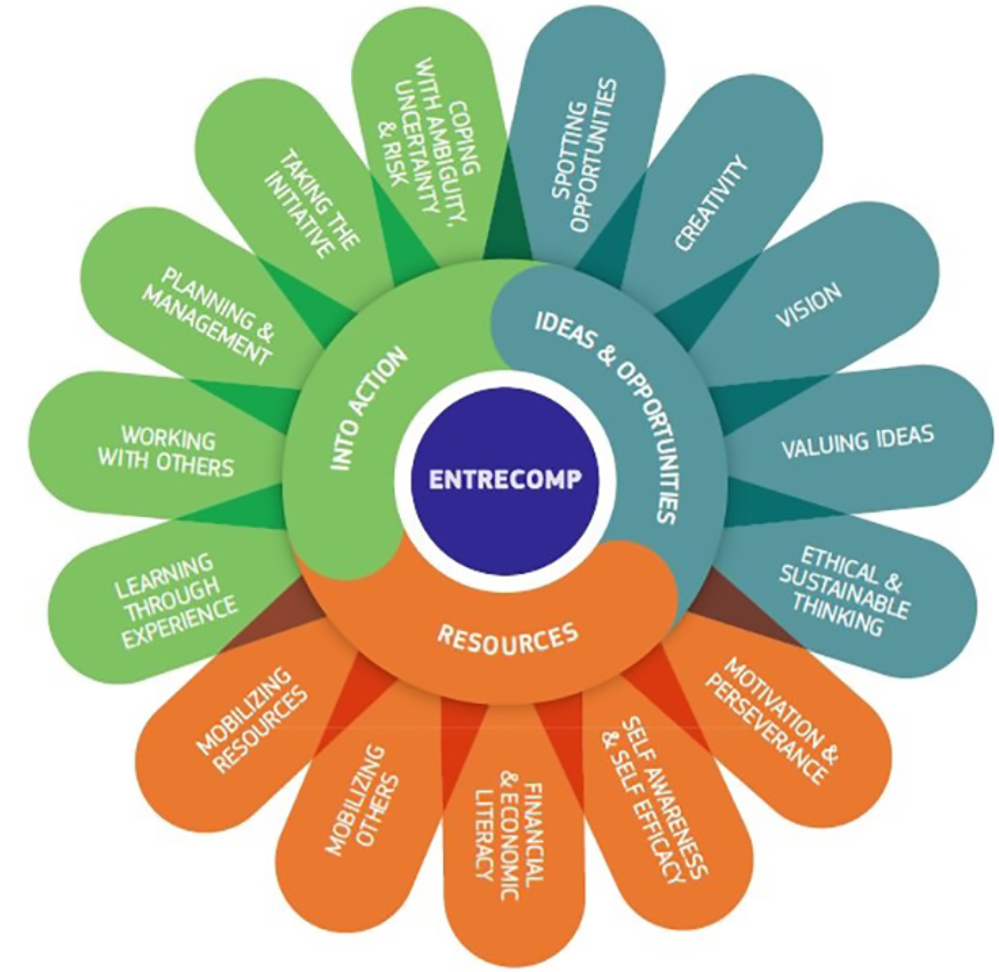 ENTRECOMP
IDEAS & OPPORTUNITIES
SPOTTING
OPPORTUNITIES
CREATIVITY
VISION
VALUING IDEAS
ETHICAL &
SUSTAINABLE
THINKING
RESOURCES
MOTIVATION &
PERSEVERANCE
SELF AWARENESS
& SELF EFFICACY
FINANCIAL
& ECONOMIC
LITERACY
MOBILIZING
OTHERS
MOBILIZING
RESOURCES
INTO ACTION
LEARNING
THROUGH
EXPERIENCE
WORKING
WITH OTHERS
PLANNING &
MANAGEMENT
TAKING THE
INITIATIVE
COPING
WITH AMBIGUITY,
UNCERTAINTY
& RISK